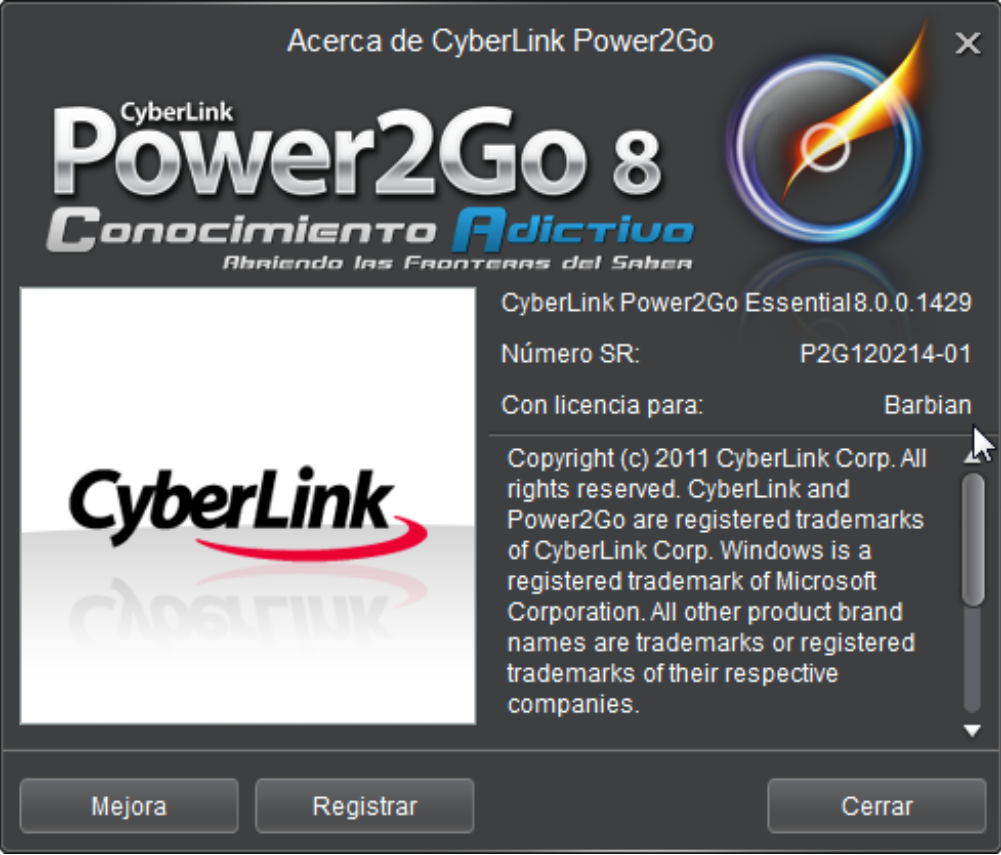 Acerca de CyberLink Power2Go
CyberLink
Power2Go 8
Conocimiento Adictivo
Abriendo las Fronteras del Saber
CyberLink Power2Go Essential 8.0.0.1429
Número SR: P2G120214-01
Con licencia para: Barbian
CyberLink
Copyright (c) 2011 CyberLink Corp. All
rights reserved. CyberLink and
Power2Go are registered trademarks
of CyberLink Corp. Windows is a
registered trademark of Microsoft
Corporation. All other product brand
names are trademarks or registered
trademarks of their respective
companies.
Mejora
Registrar
Cerrar